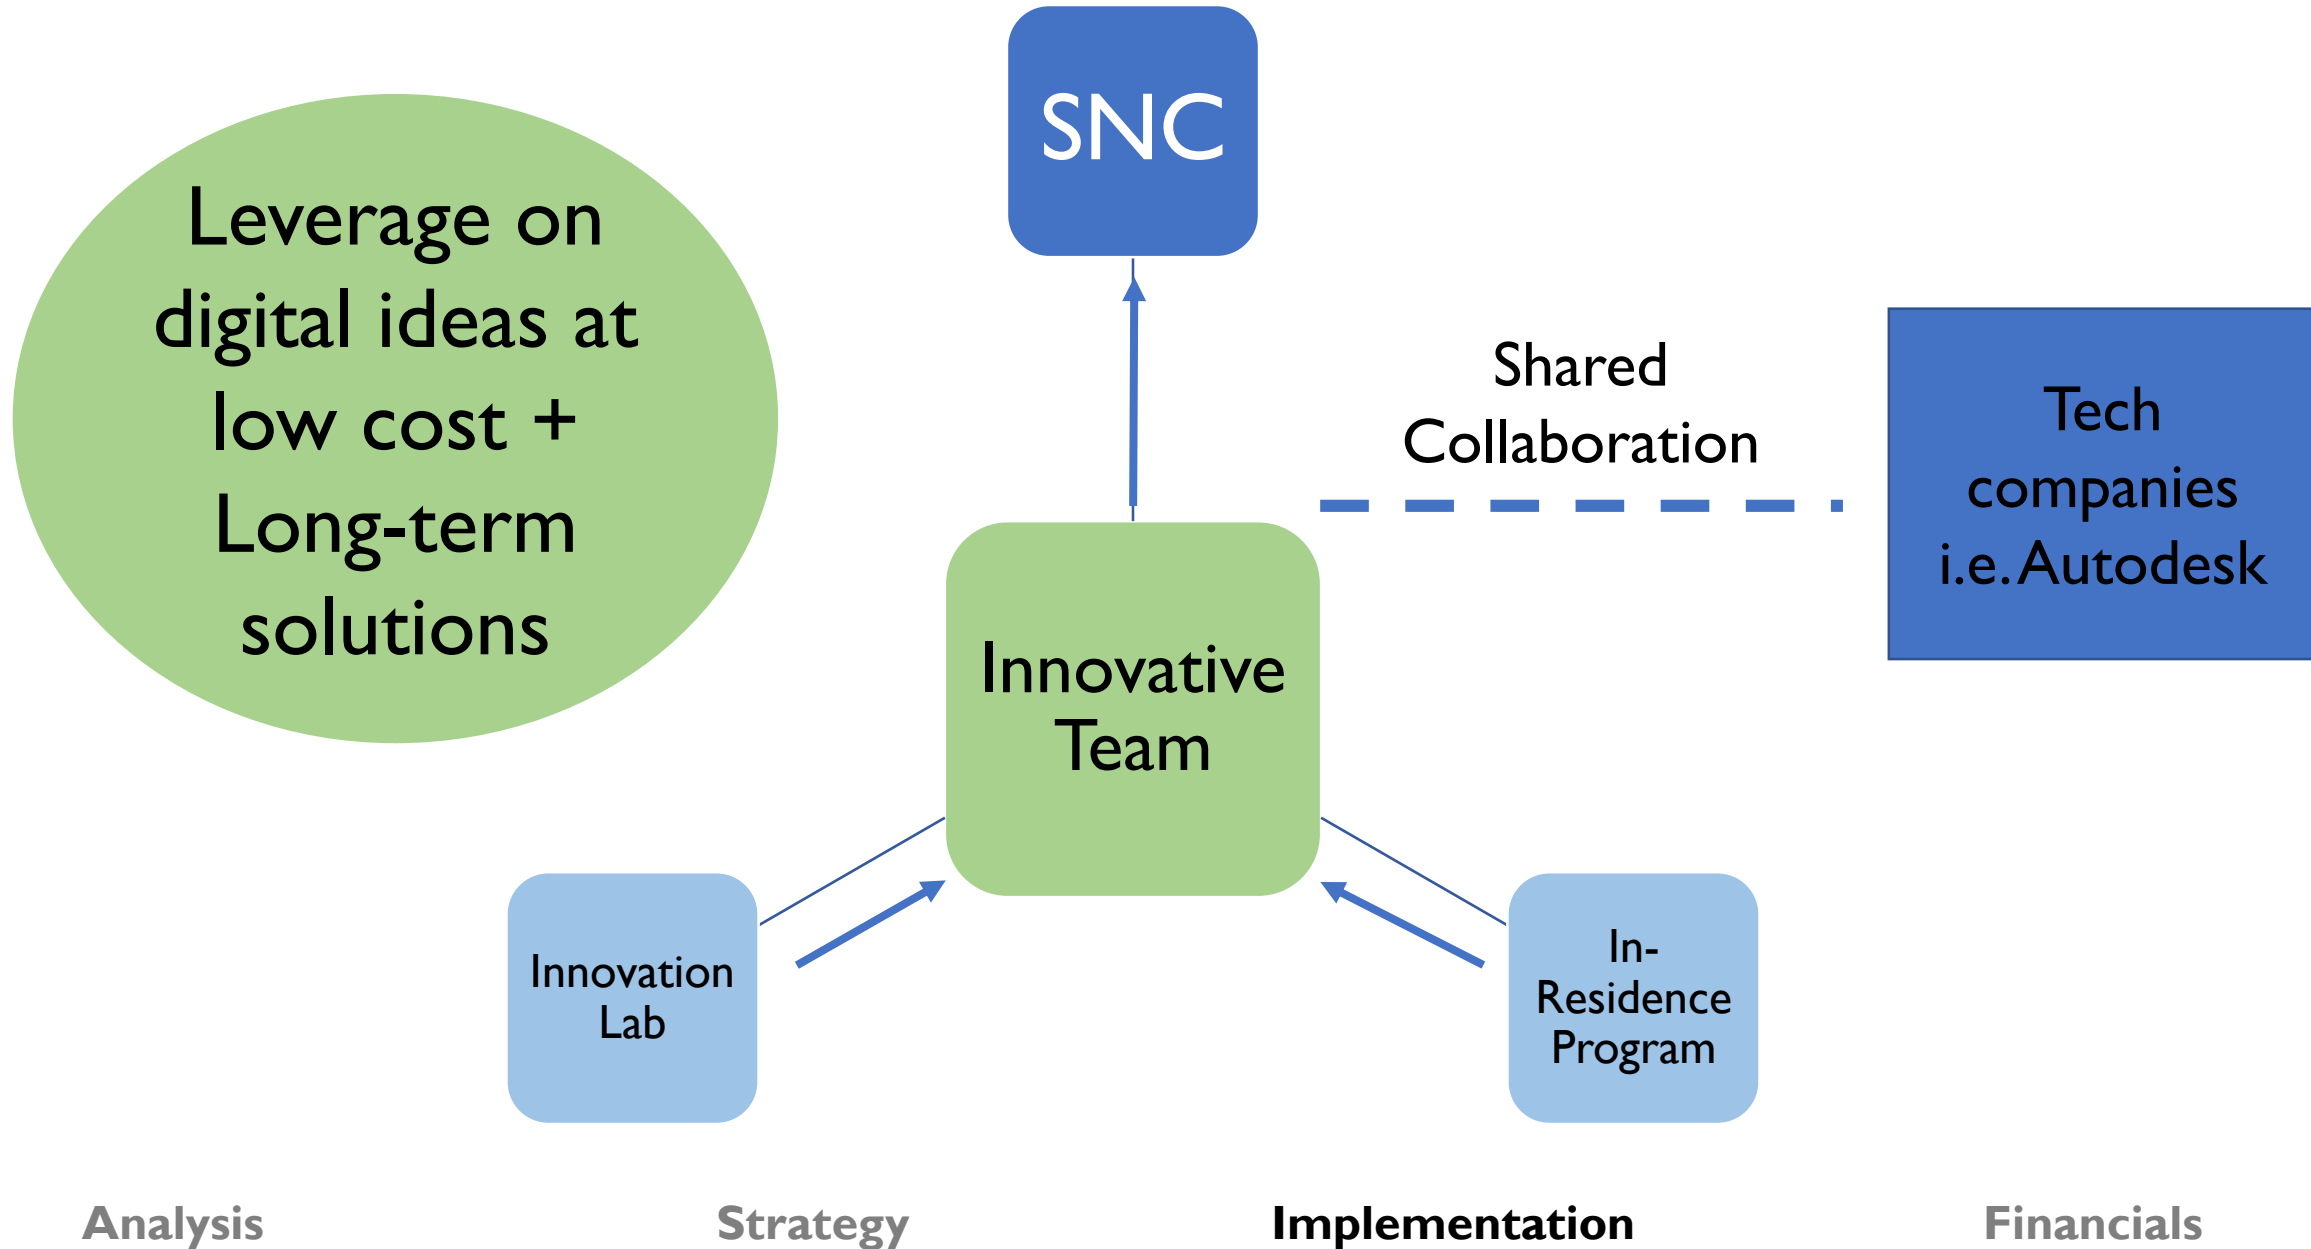 SNC
Leverage on
digital ideas at
low cost +
Long-term
solutions
Shared
Collaboration
Tech
companies
i.e. Autodesk
Innovative
Team
Innovation
Lab
In-
Residence
Program
Analysis
Strategy
Implementation
Financials